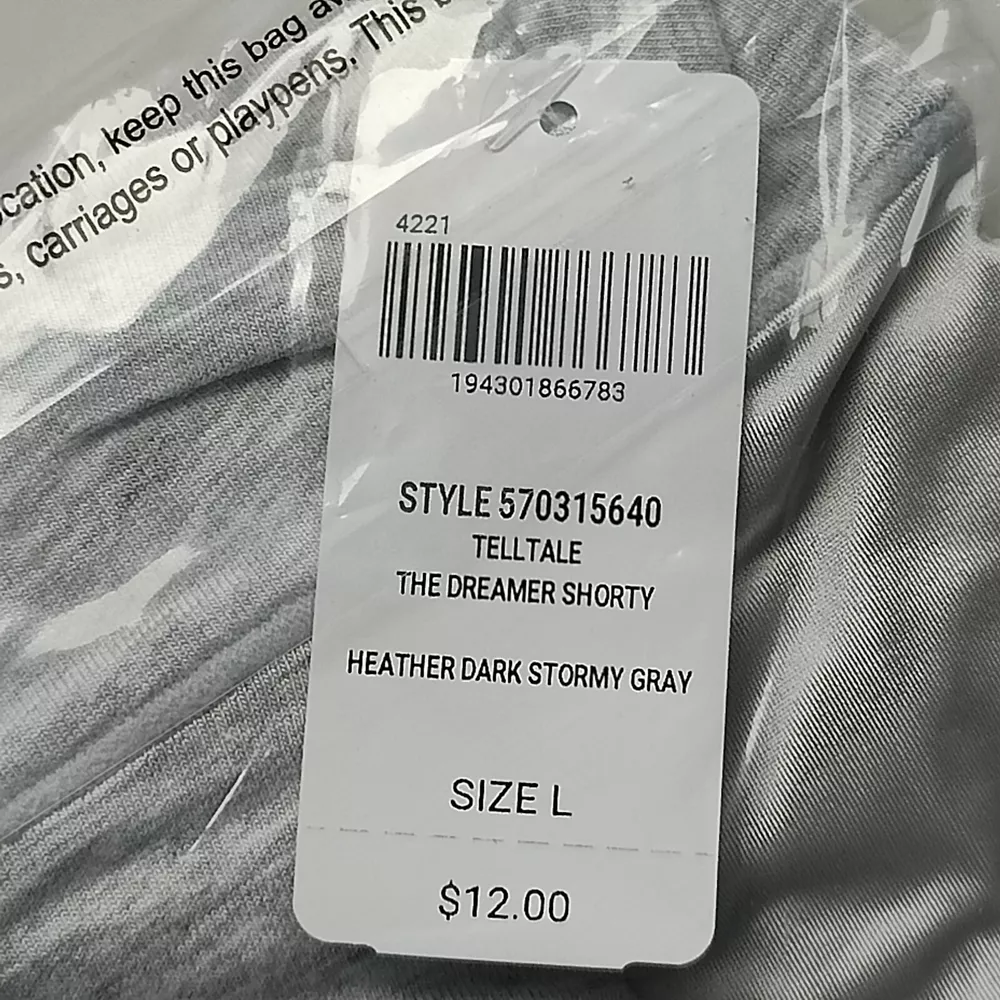 keep this bag
carriages or playpens. This
4221
194301866783
STYLE 570315640
TELLTALE
THE DREAMER SHORTY
HEATHER DARK STORMY GRAY
SIZE L
$12.00